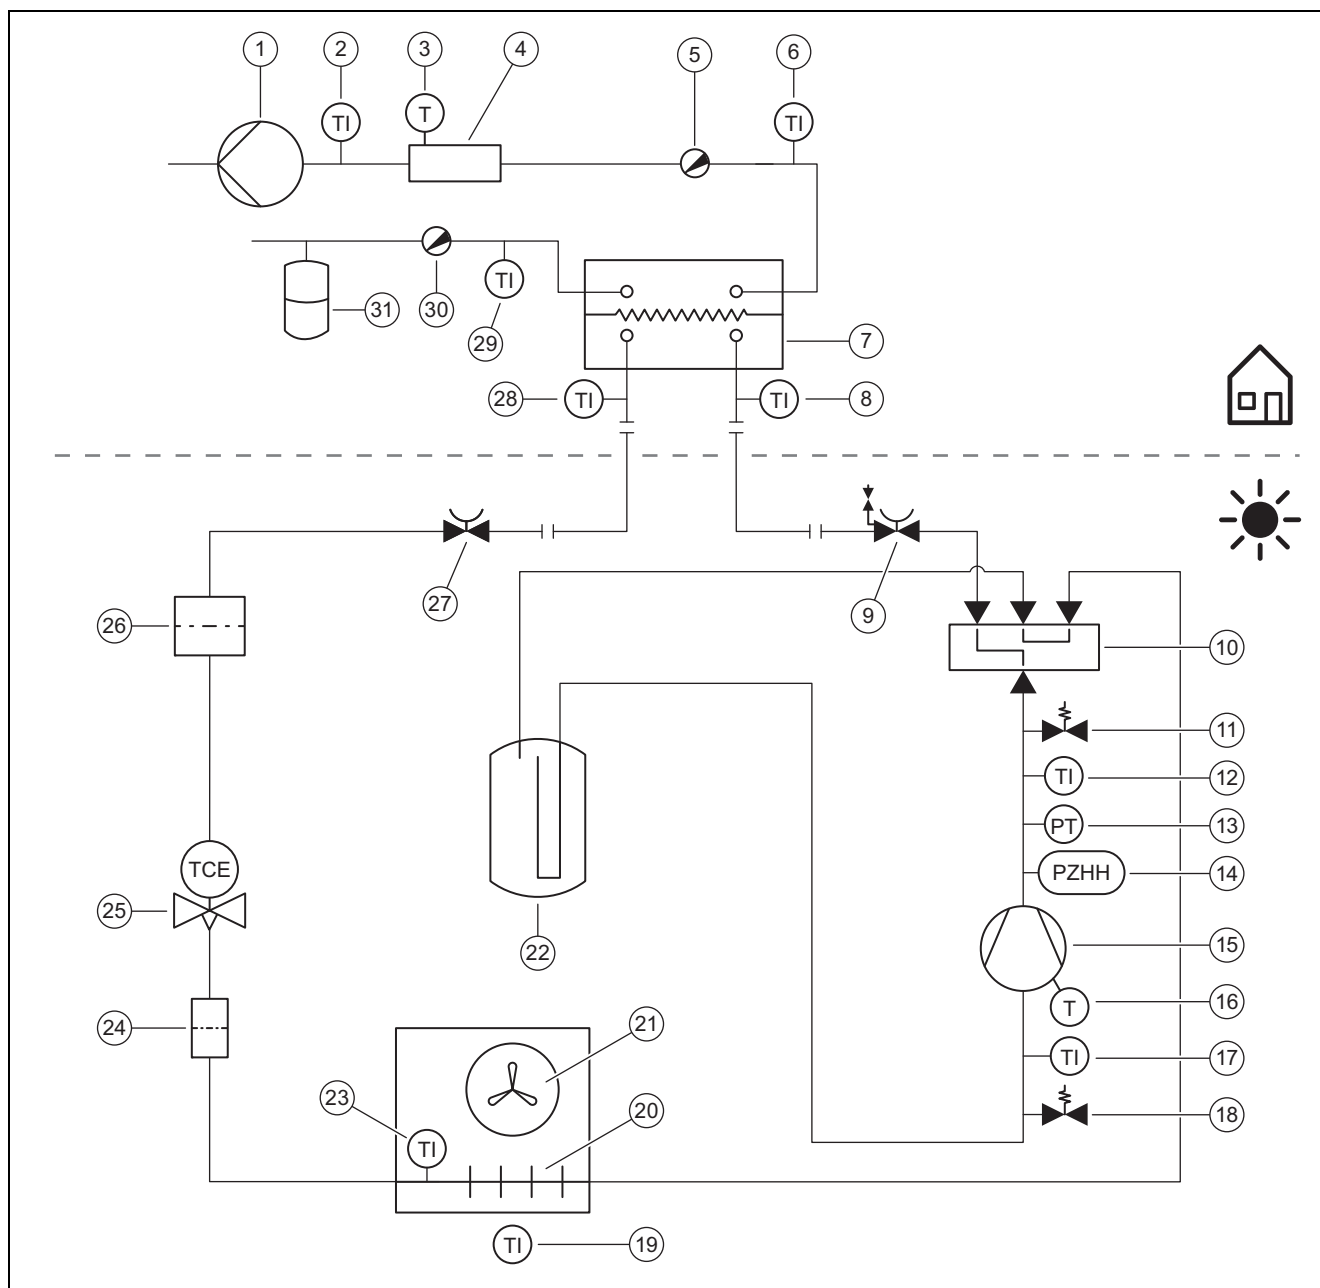 1 2 3 4 5 6
TI T TI
TI
31 30 29 7
28 TI TI 8
27 9
26 10
11
TI 12
PT 13
TCE PZHH 14
25 15
22
T 16
24 21
TI 17
23 20
TI 18
TI 19